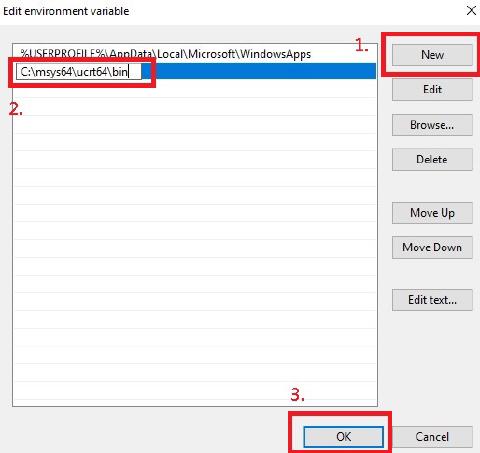 Edit environment variable
%USERPROFILE%\AppData\Local\Microsoft\WindowsApps
1.
New
C:\msys64\ucrt64\bin
2.
Edit
Browse...
Delete
Move Up
Move Down
Edit text...
3.
OK
Cancel